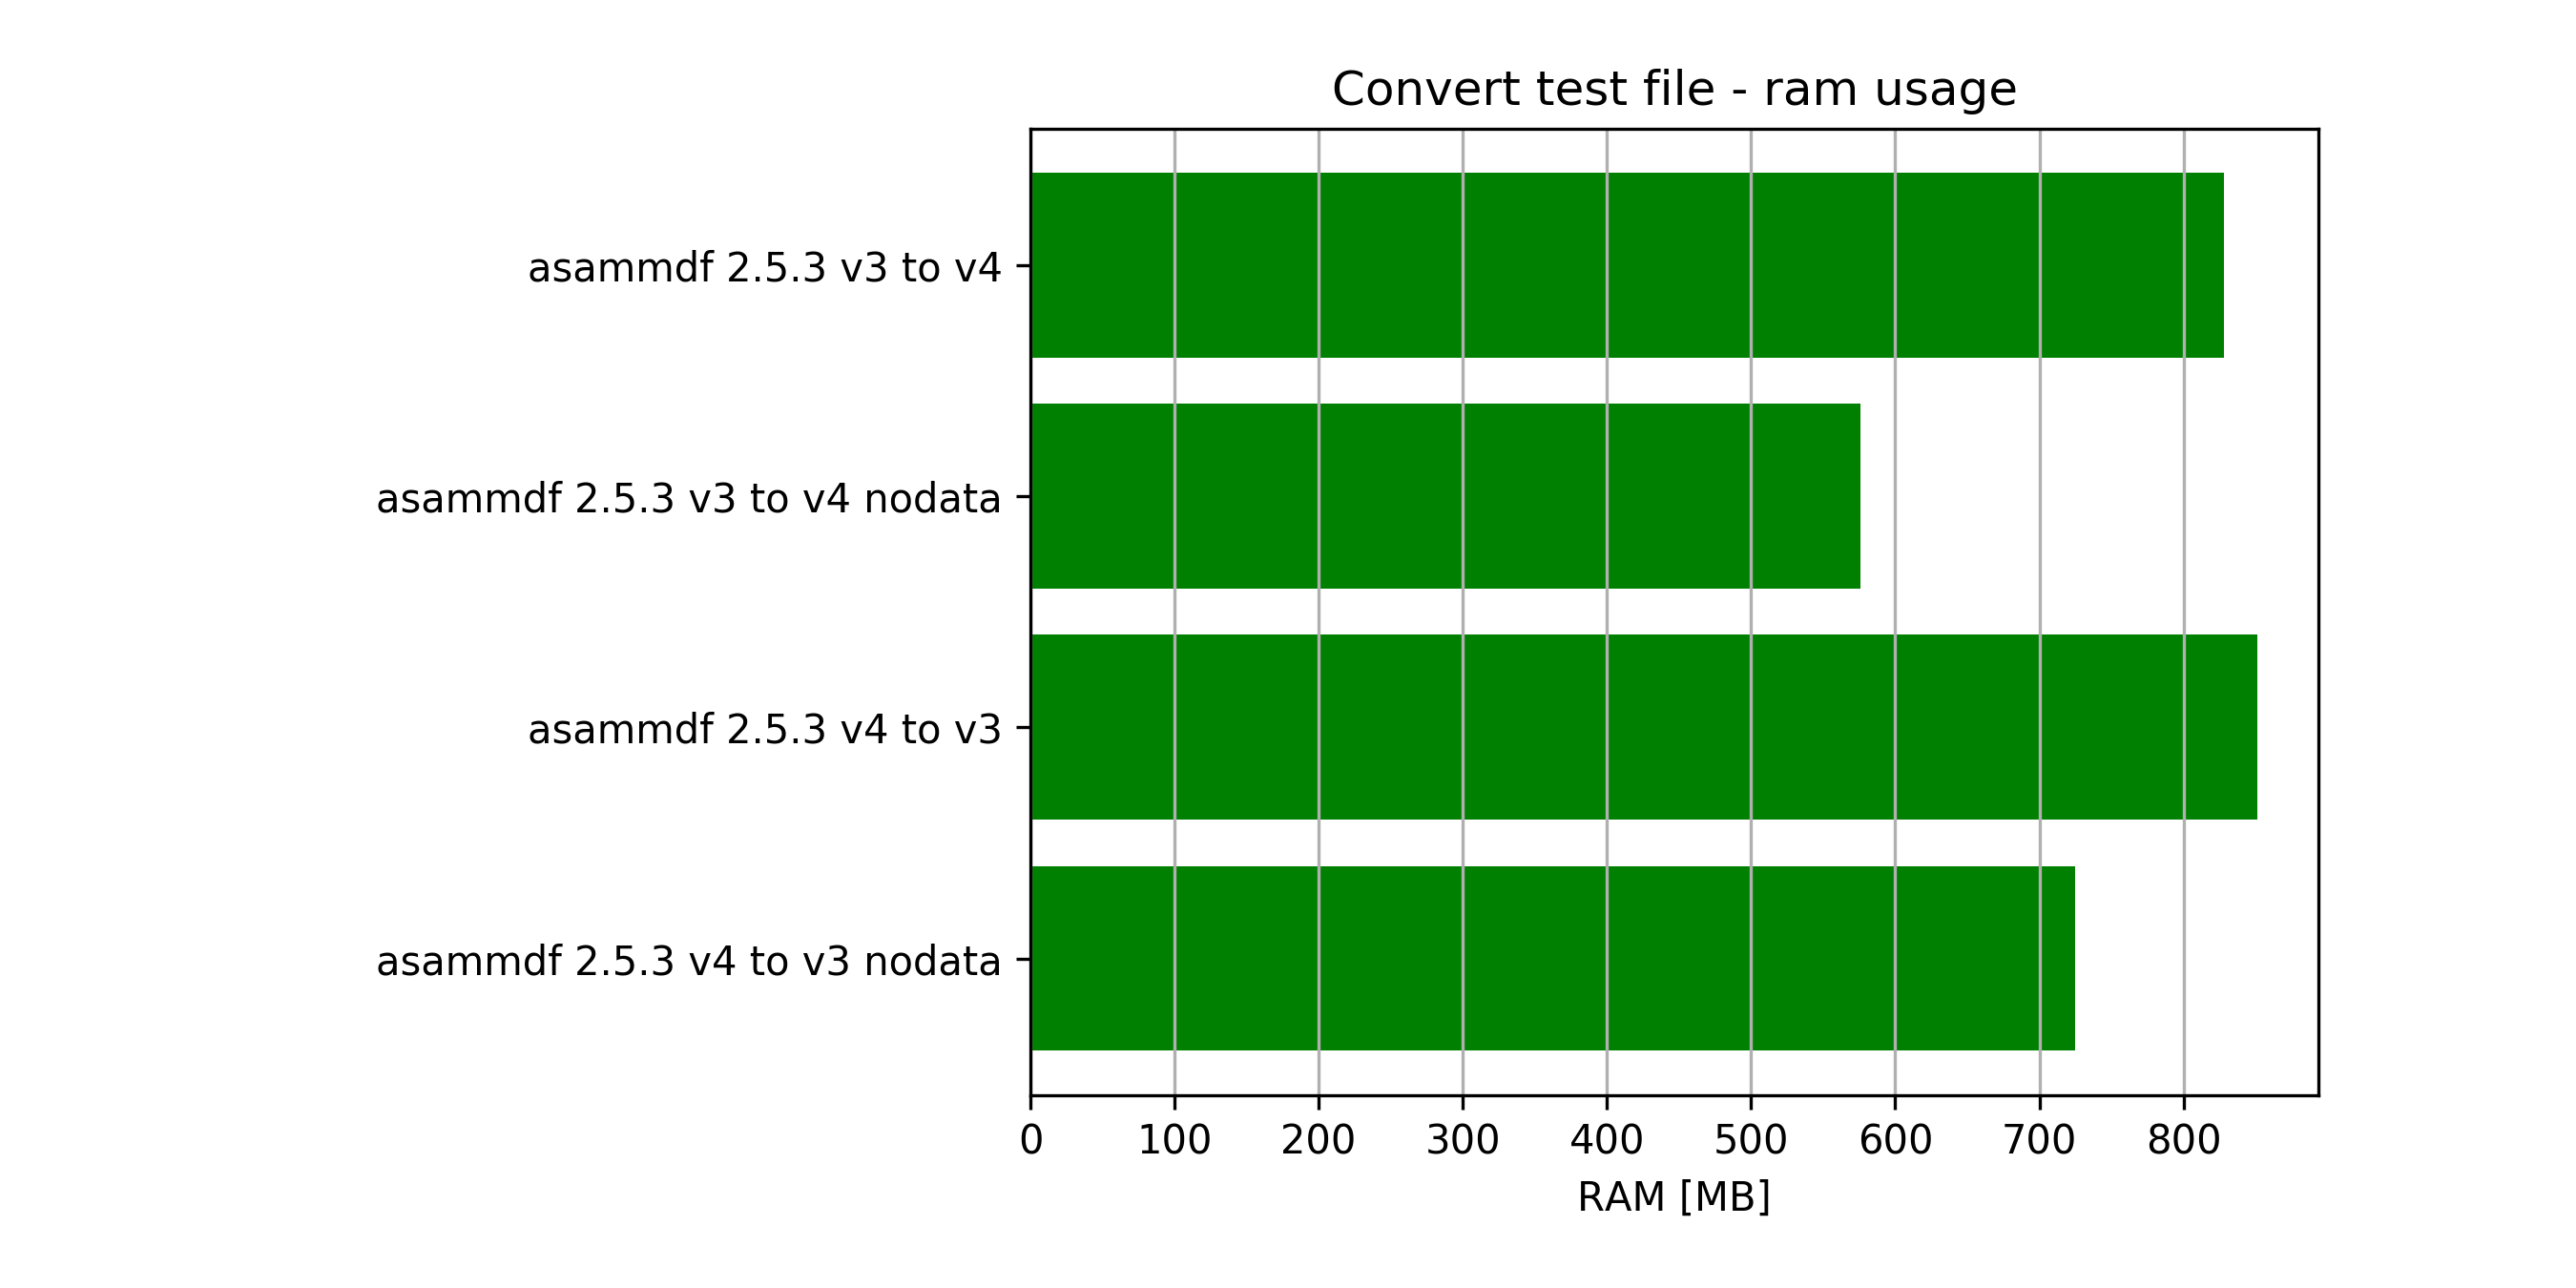 Convert test file - ram usage
asammdf 2.5.3 v3 to v4
asammdf 2.5.3 v3 to v4 nodata
asammdf 2.5.3 v4 to v3
asammdf 2.5.3 v4 to v3 nodata
0 100 200 300 400 500 600 700 800
RAM [MB]